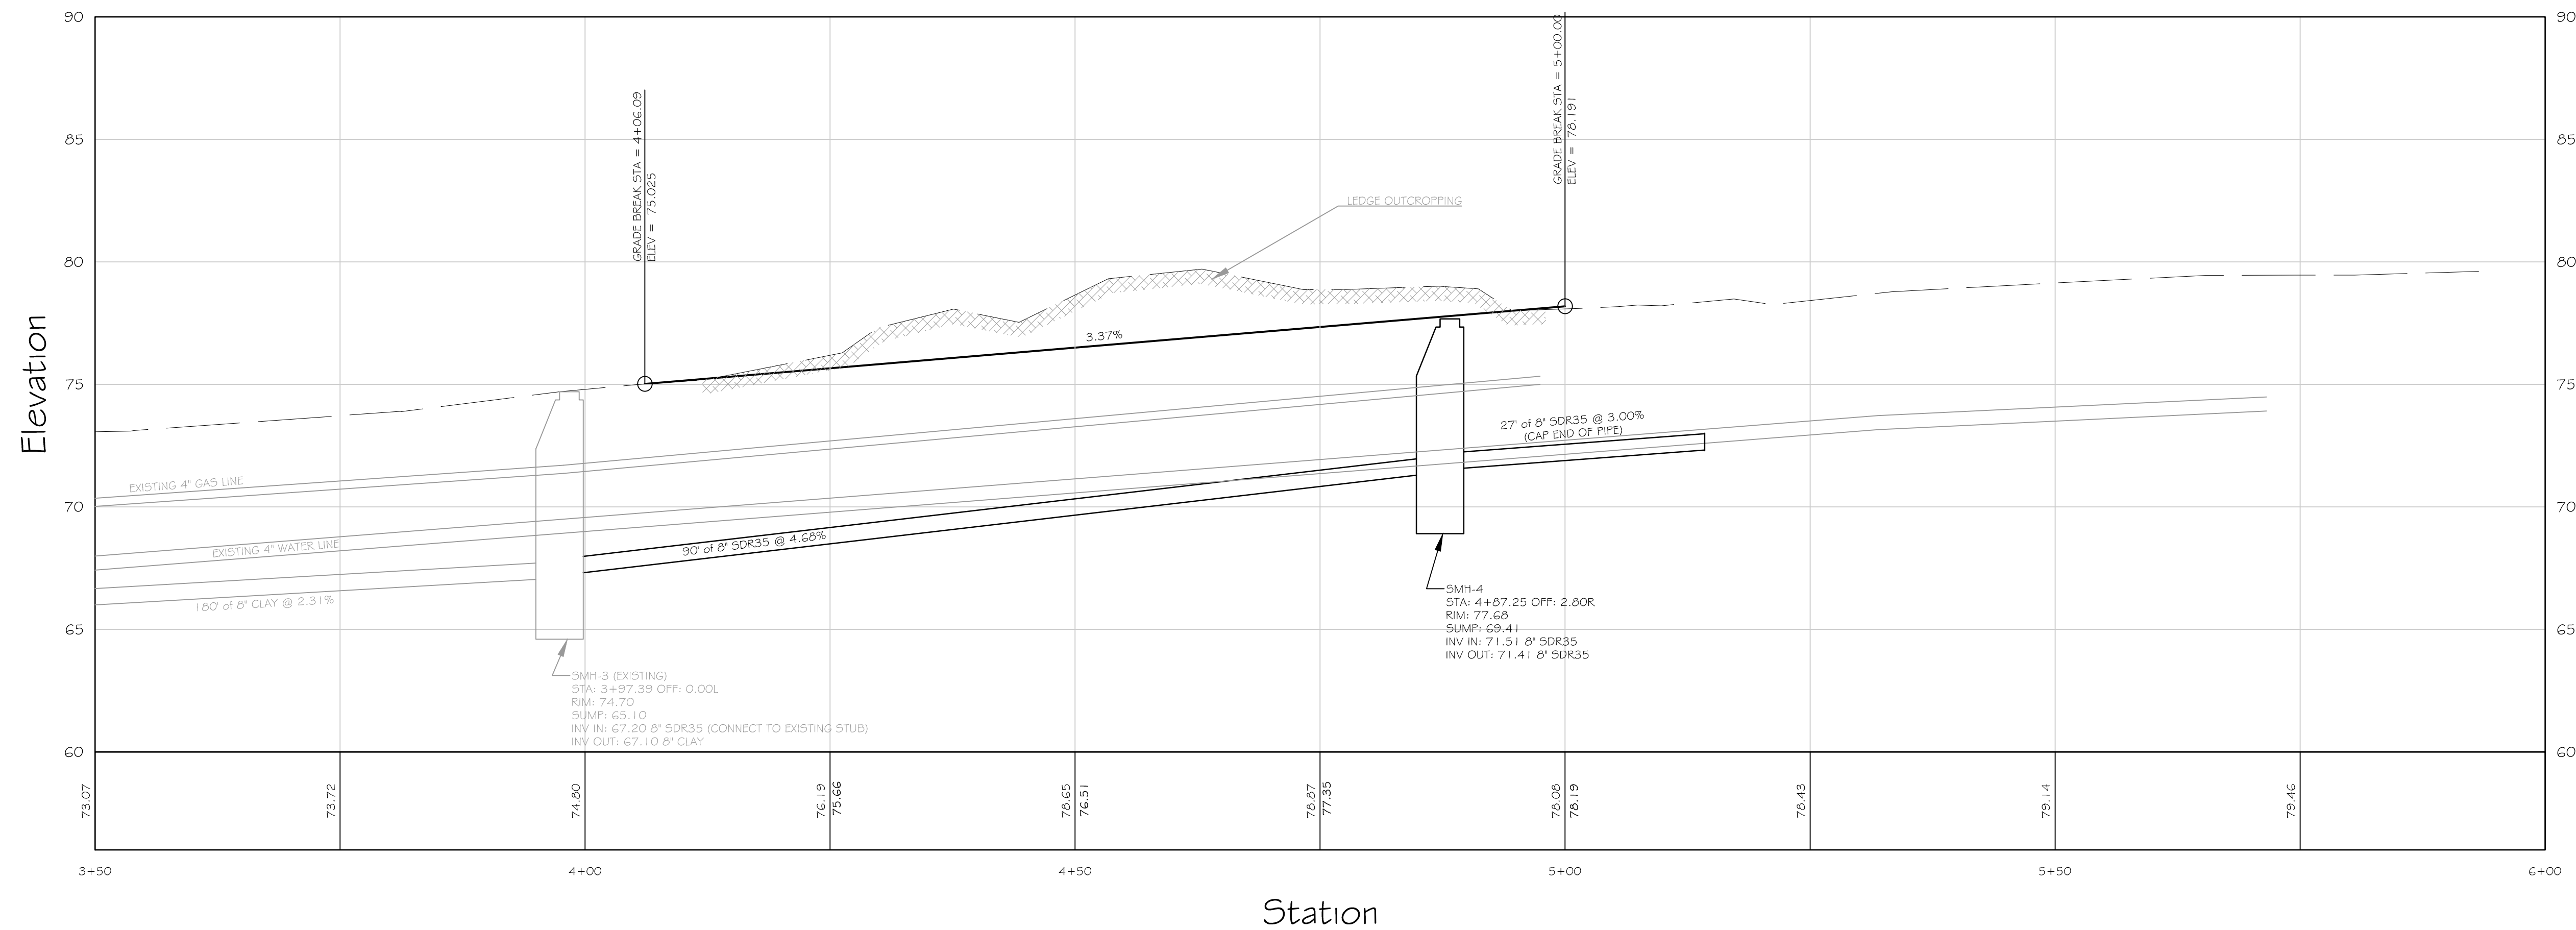 90
90
GRADE BREAK STA = 5+00.00
ELEV = 78.191
GRADE BREAK STA = 4+06.09
ELEV = 75.025
85
85
LEDGE OUTCROPPING
80
80
3.37%
Elevation
75
75
27' of 8" SDR35 @ 3.00%
(CAP END OF PIPE)
EXISTING 4" GAS LINE
70
70
EXISTING 4" WATER LINE
90' of 8" SDR35 @ 4.68%
180' of 8" CLAY @ 2.31%
SMH-4
STA: 4+87.25 OFF: 2.80R
RIM: 77.68
SUMP: 69.41
INV IN: 71.51 8" SDR35
INV OUT: 71.41 8" SDR35
65
65
SMH-3 (EXISTING)
STA: 3+97.39 OFF: 0.00L
RIM: 74.70
SUMP: 65.10
INV IN: 67.20 8" SDR35 (CONNECT TO EXISTING STUB)
INV OUT: 67.10 8" CLAY
60
60
73.07
73.72
74.80
76.19
75.66
78.65
76.51
78.87
77.35
78.08
78.19
78.43
79.14
79.46
3+50
4+00
4+50
5+00
5+50
6+00
Station